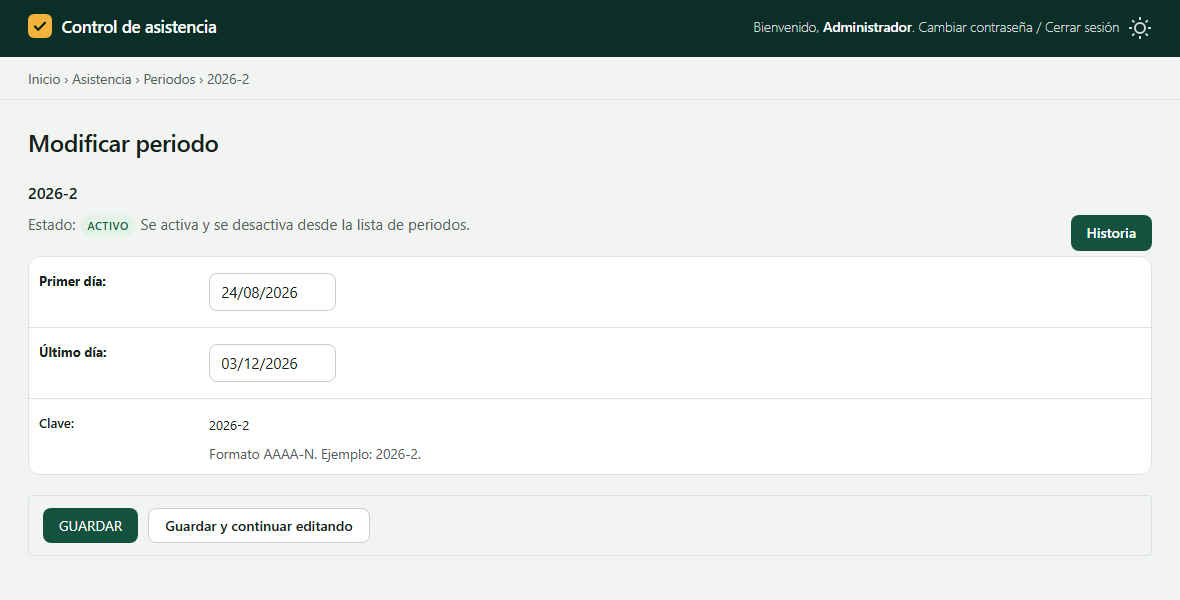 Control de asistencia
Bienvenido, Administrador. Cambiar contraseña / Cerrar sesión
Inicio › Asistencia › Periodos › 2026-2
Modificar periodo
2026-2
Estado: ACTIVO Se activa y se desactiva desde la lista de periodos.
Historia
Primer día:
24/08/2026
Último día:
03/12/2026
Clave:
2026-2
Formato AAAA-N. Ejemplo: 2026-2.
GUARDAR
Guardar y continuar editando